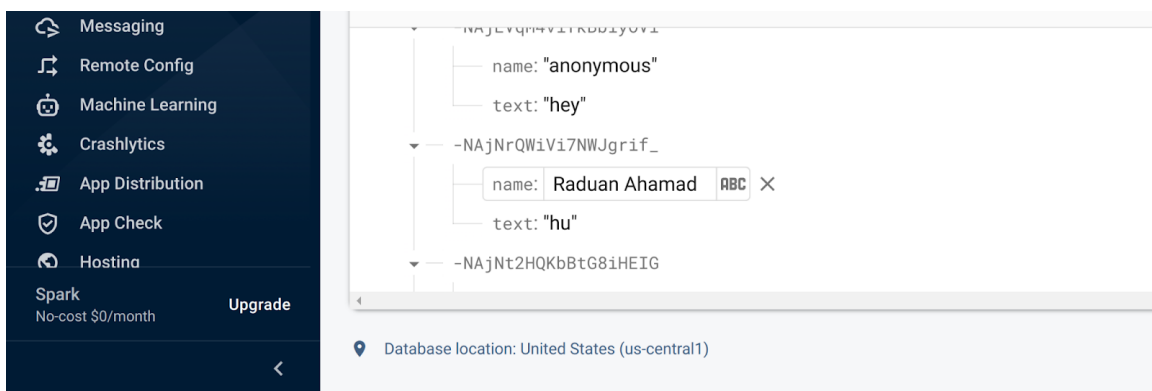 Messaging
Remote Config
Machine Learning
Crashlytics
App Distribution
App Check
Hosting
Spark
No-cost $0/month
Upgrade
name: "anonymous"
text: "hey"
-NAjNrQWiVi7NWJgrif_
name: Raduan Ahamad ABC
text: "hu"
-NAjNt2HQKbBtG8iHEIG
Database location: United States (us-central1)